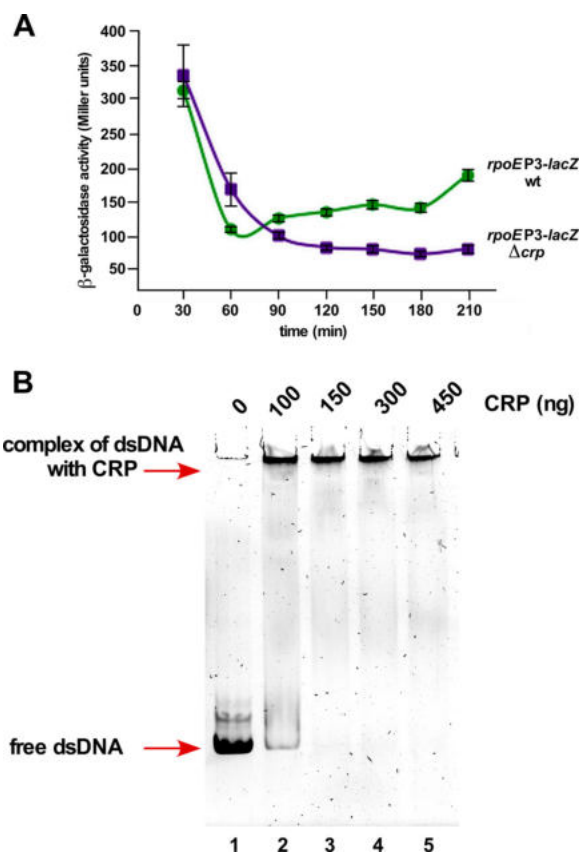 A
β-galactosidase activity (Miller units)
400
350
300
250
200
150
100
50
0
30
60
90
120
150
180
210
time (min)
rpoEP3-lacZ
wt
rpoEP3-lacZ
Δcrp
B
0
100
150
300
450
CRP (ng)
complex of dsDNA
with CRP
free dsDNA
1
2
3
4
5